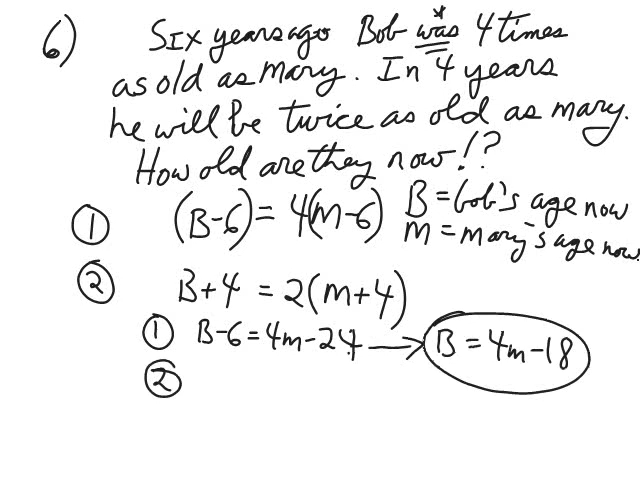 6) Six years ago Bob was* 4 times
as old as Mary. In 4 years
he will be twice as old as mary.
How old are they now!?
① (B-6) = 4(m-6) B = bob's age now
m = mary's age now.
② B+4 = 2(m+4)
① B-6 = 4m-24 → B = 4m-18
②